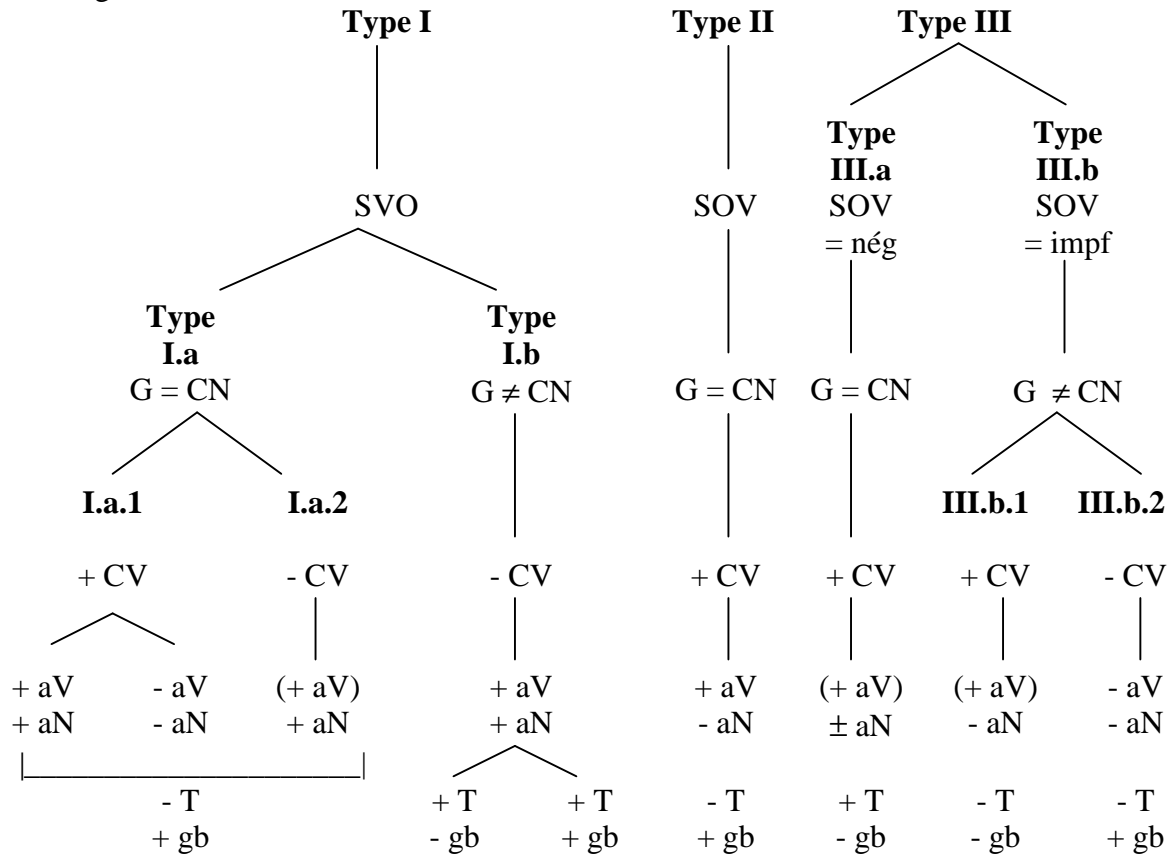 Type I Type II Type III
Type Type
III.a III.b
SVO SOV SOV SOV
= nég = impf
Type Type
I.a I.b
G = CN G ≠ CN G = CN G = CN G ≠ CN
I.a.1 I.a.2 III.b.1 III.b.2
+ CV - CV - CV + CV + CV + CV - CV
+ aV - aV (+ aV) + aV + aV (+ aV) (+ aV) - aV
+ aN - aN + aN + aN - aN ± aN - aN - aN
- T + T + T - T + T - T - T
+ gb - gb + gb + gb - gb - gb + gb